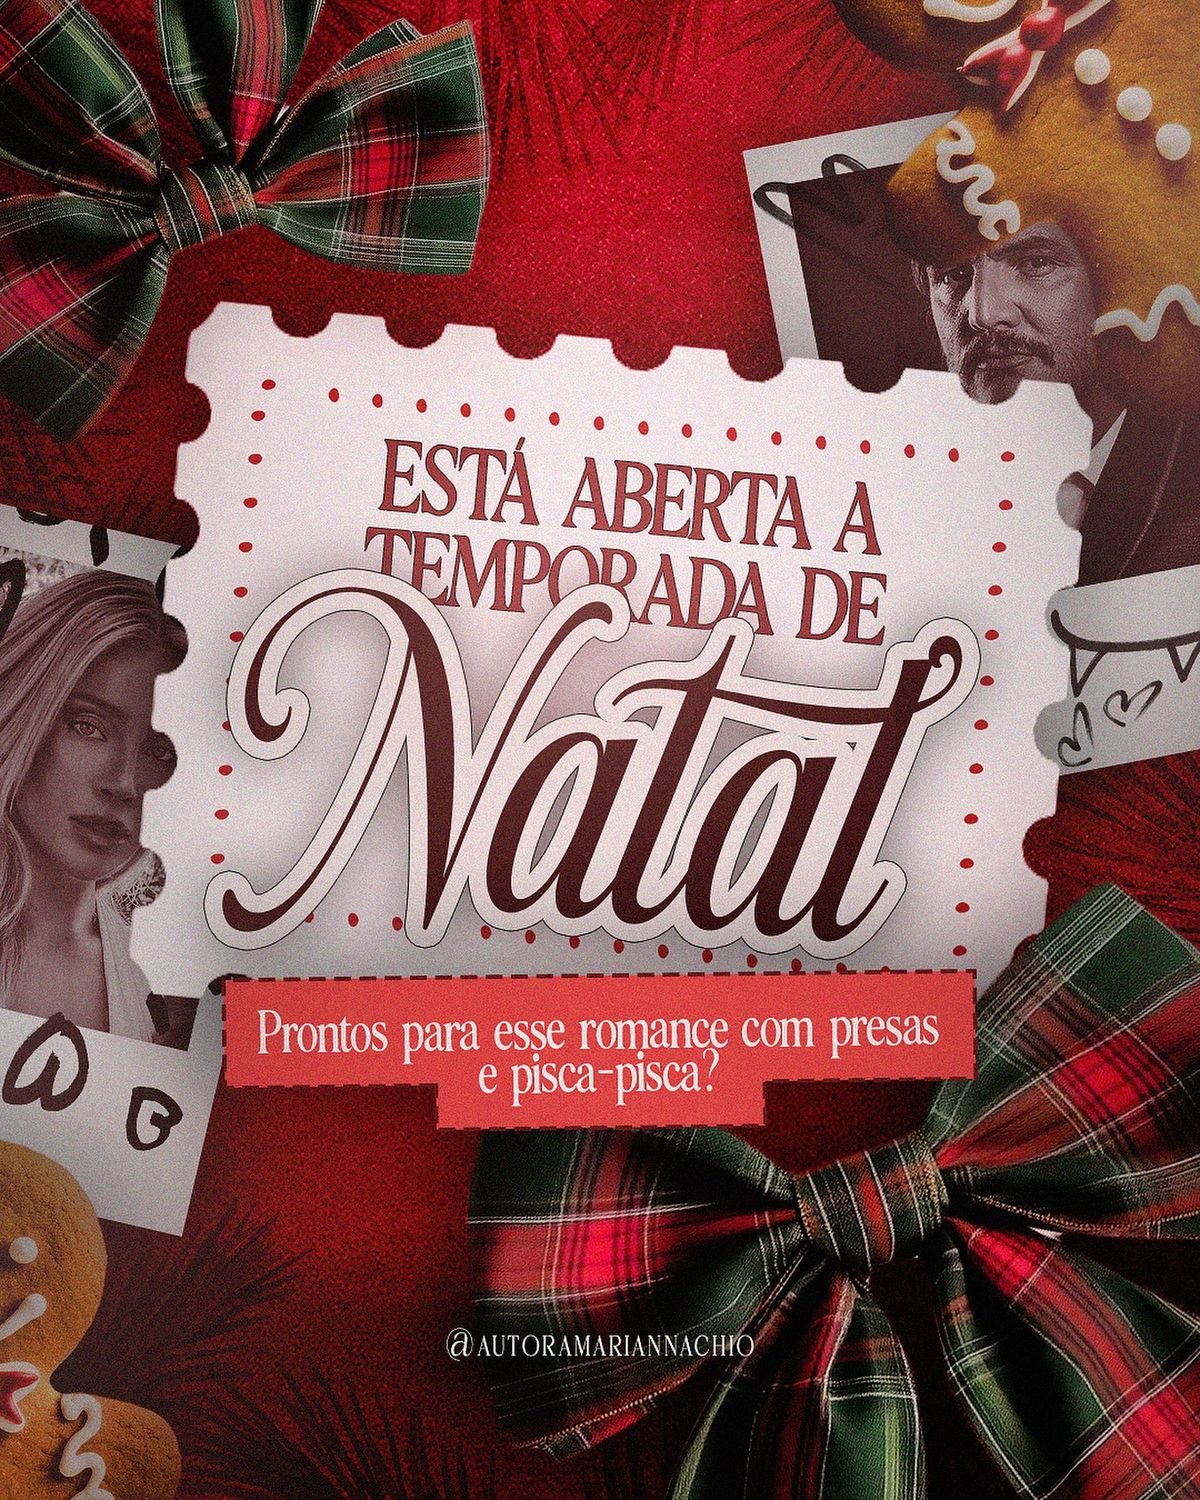 ESTÁ ABERTA A
TEMPORADA DE
Natal
Prontos para esse romance com presas
e pisca-pisca?
@AUTORAMARIANNACHIO